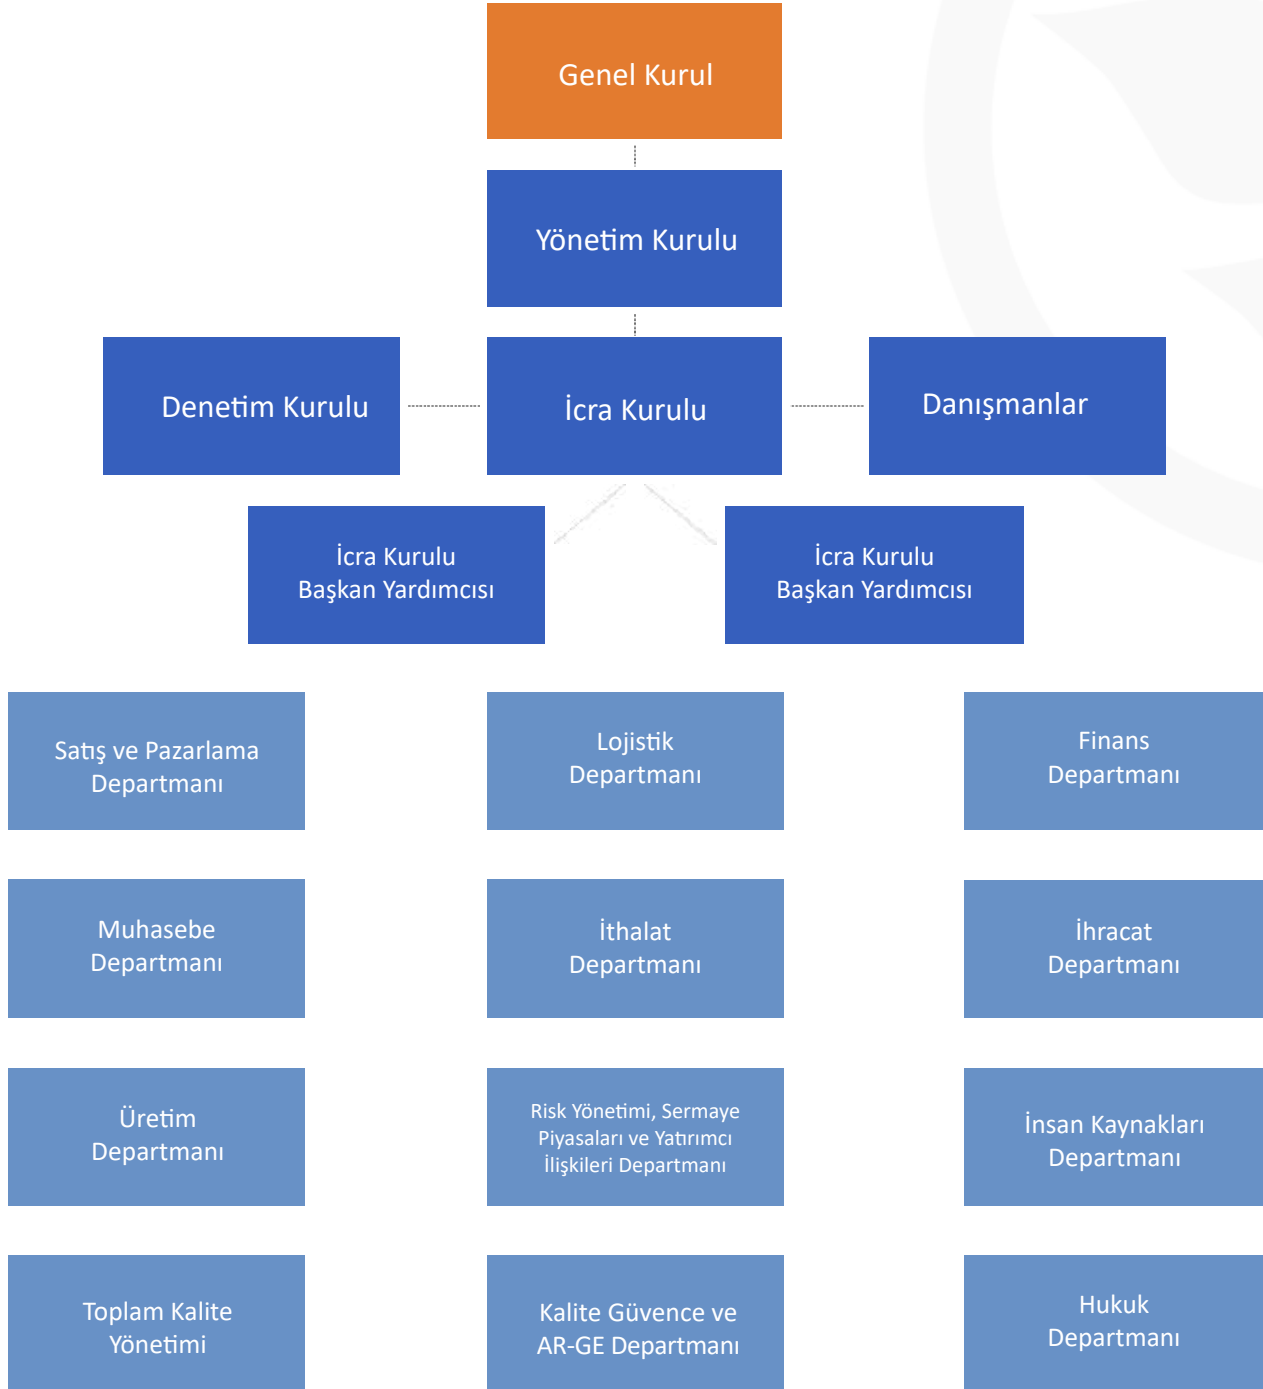 Genel Kurul
Yönetim Kurulu
Denetim Kurulu
İcra Kurulu
Danışmanlar
İcra Kurulu
Başkan Yardımcısı
İcra Kurulu
Başkan Yardımcısı
Satış ve Pazarlama
Departmanı
Lojistik
Departmanı
Finans
Departmanı
Muhasebe
Departmanı
İthalat
Departmanı
İhracat
Departmanı
Üretim
Departmanı
Risk Yönetimi, Sermaye
Piyasaları ve Yatırımcı
İlişkileri Departmanı
İnsan Kaynakları
Departmanı
Toplam Kalite
Yönetimi
Kalite Güvence ve
AR-GE Departmanı
Hukuk
Departmanı